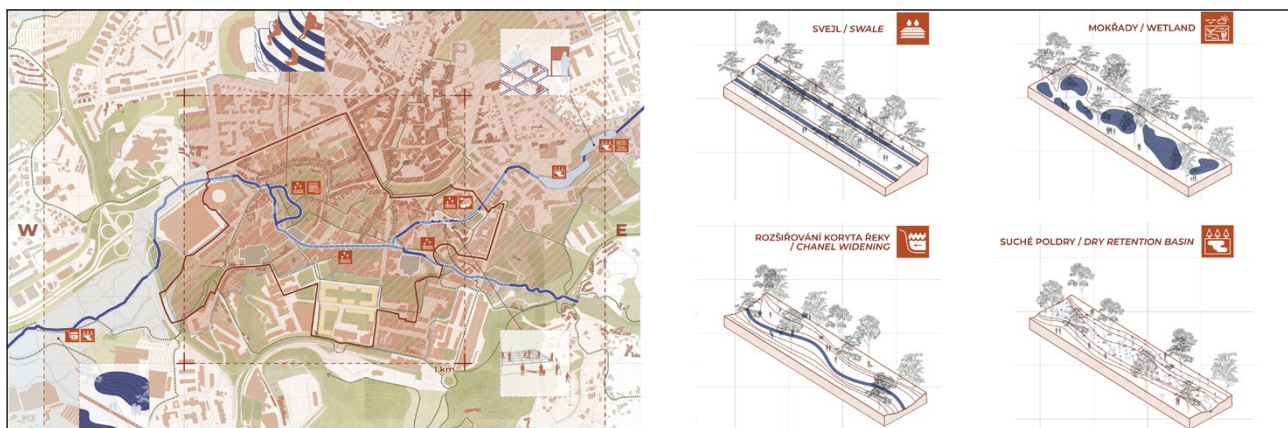 W
E
1 km
SVEJL / SWALE
MOKŘADY / WETLAND
ROZŠIŘOVÁNÍ KORYTA ŘEKY
/ CHANEL WIDENING
SUCHÉ POLDRY / DRY RETENTION BASIN